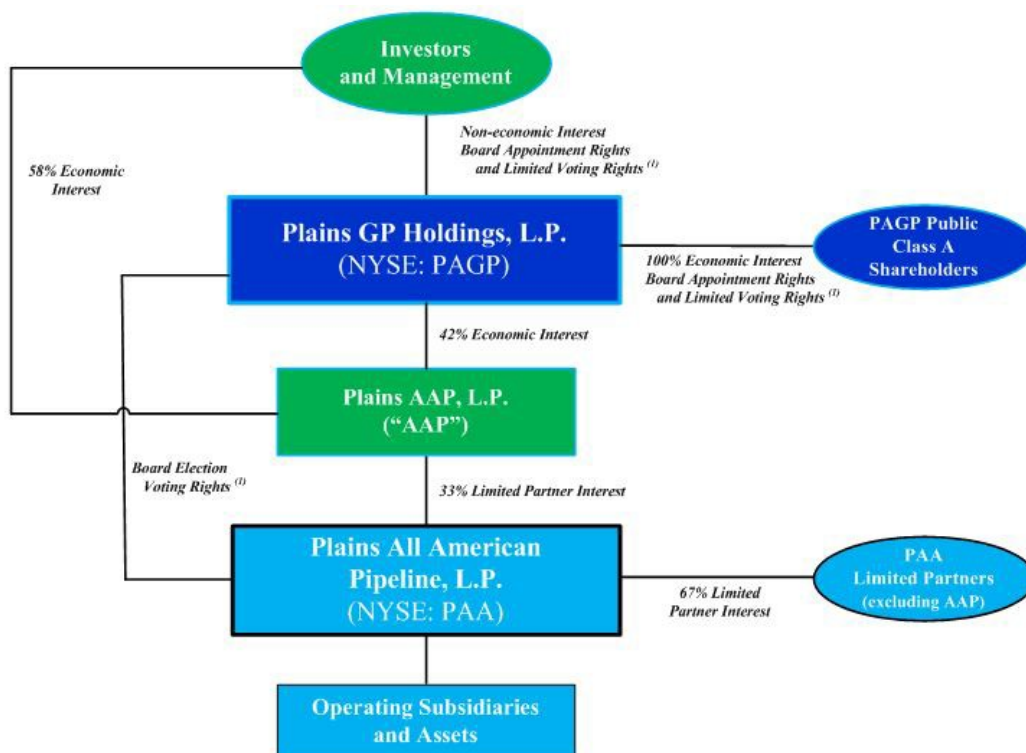 Investors
and Management
Non-economic Interest
Board Appointment Rights
and Limited Voting Rights (1)
58% Economic
Interest
Plains GP Holdings, L.P.
(NYSE: PAGP)
PAGP Public
Class A
Shareholders
100% Economic Interest
Board Appointment Rights
and Limited Voting Rights (1)
42% Economic Interest
Plains AAP, L.P.
(“AAP”)
Board Election
Voting Rights (1)
33% Limited Partner Interest
Plains All American
Pipeline, L.P.
(NYSE: PAA)
PAA
Limited Partners
(excluding AAP)
67% Limited
Partner Interest
Operating Subsidiaries
and Assets